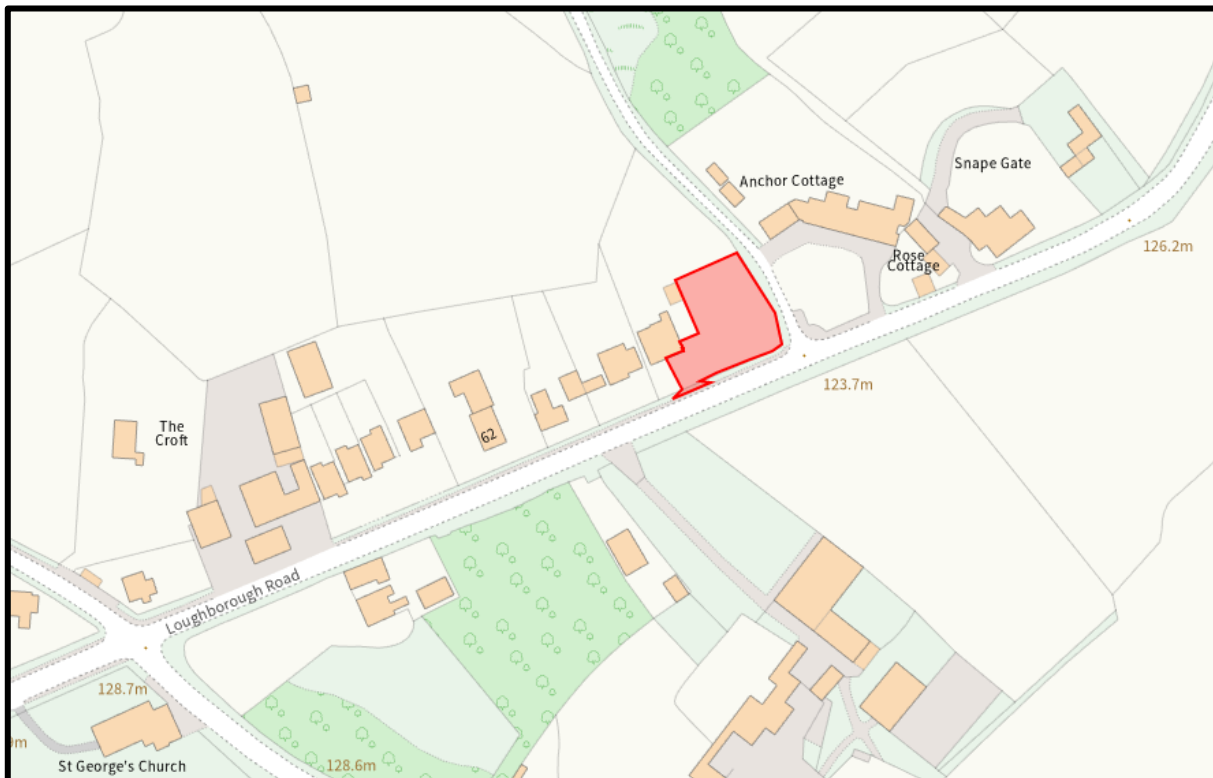 Snape Gate
Anchor Cottage
126.2m
Rose
Cottage
123.7m
The
Croft
62
Loughborough Road
128.7m
St George's Church
128.6m